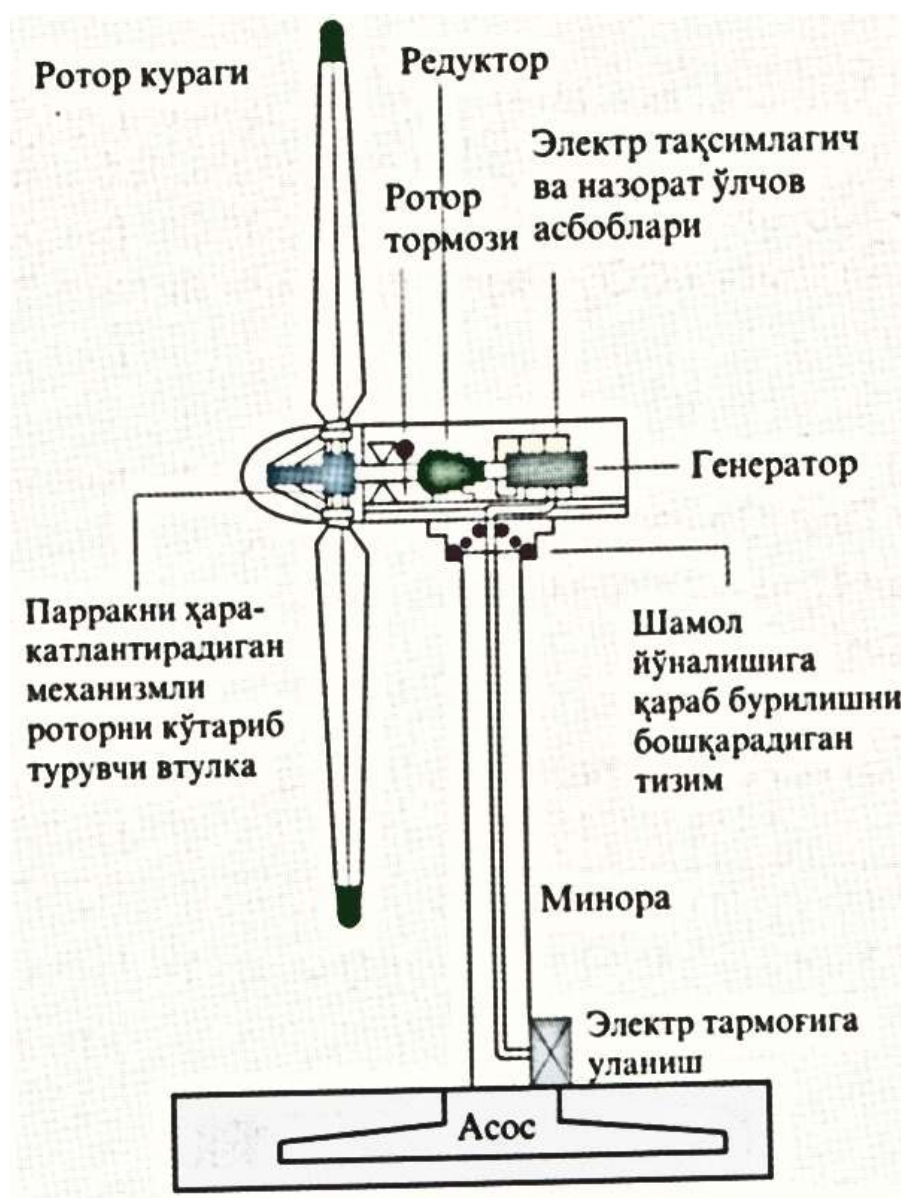 Ротор кураги
Редуктор
Электр тақсимлагич
ва назорат ўлчов
асбоблари
Ротор
тормози
Генератор
Парракни ҳара-
катлантирадиган
механизмли
роторни кўтариб
турувчи втулка
Шамол
йўналишига
қараб бурилишни
бошқарадиган
тизим
Минора
Электр тармоғига
уланиш
Асос